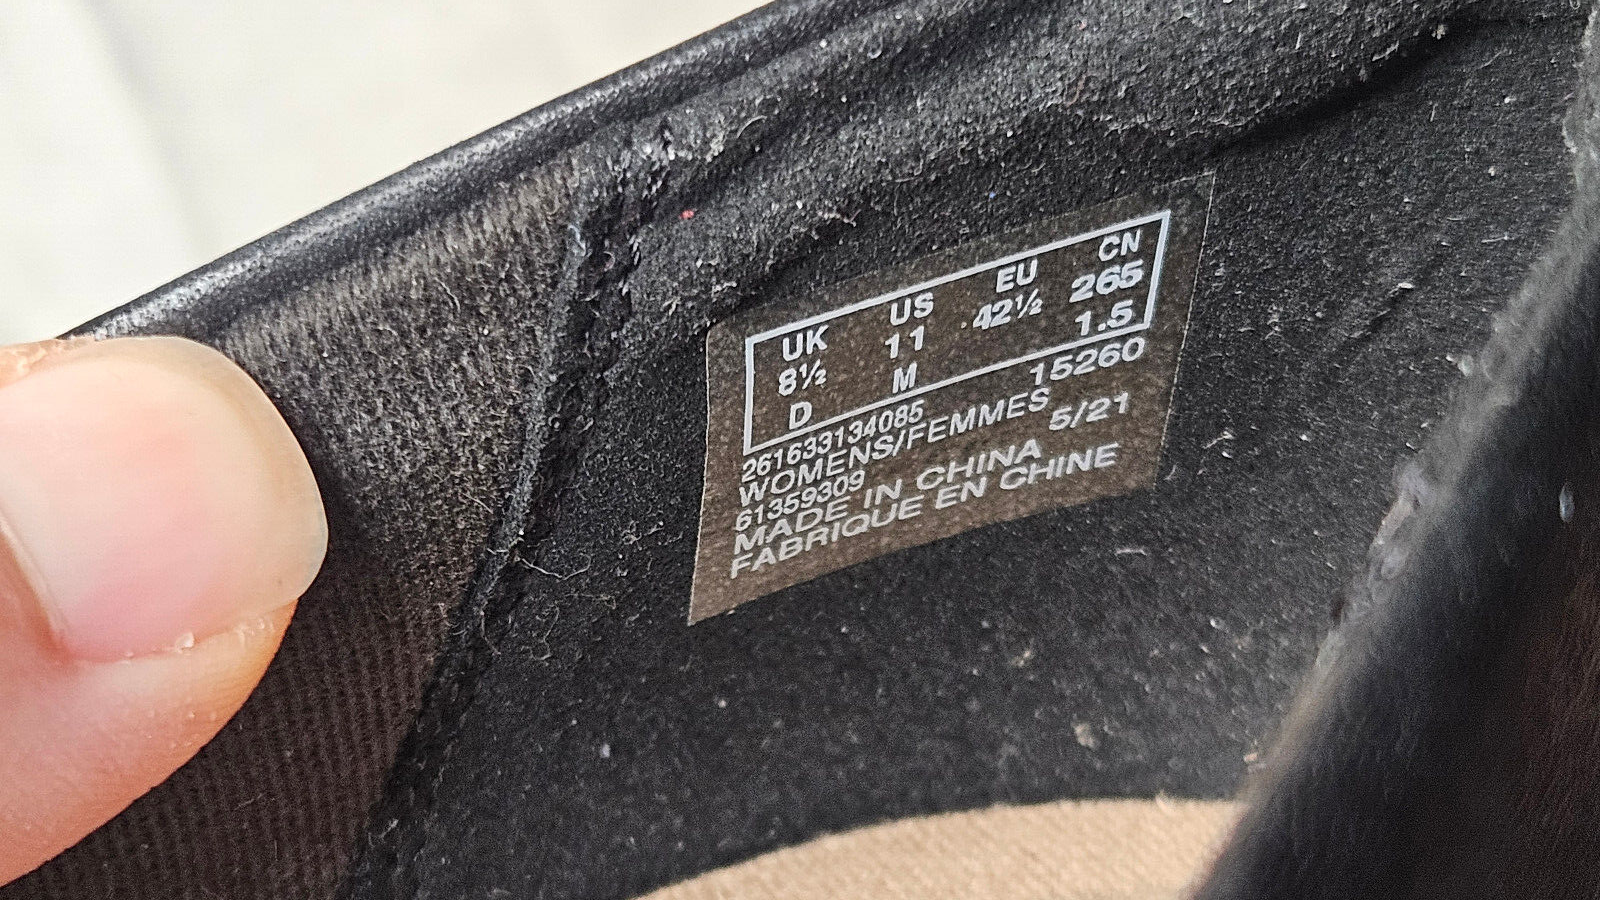 UK US EU CN
8½ 11 42½ 265
D M 1.5
261633134085 15260
WOMENS/FEMMES
61359309 5/21
MADE IN CHINA
FABRIQUE EN CHINE